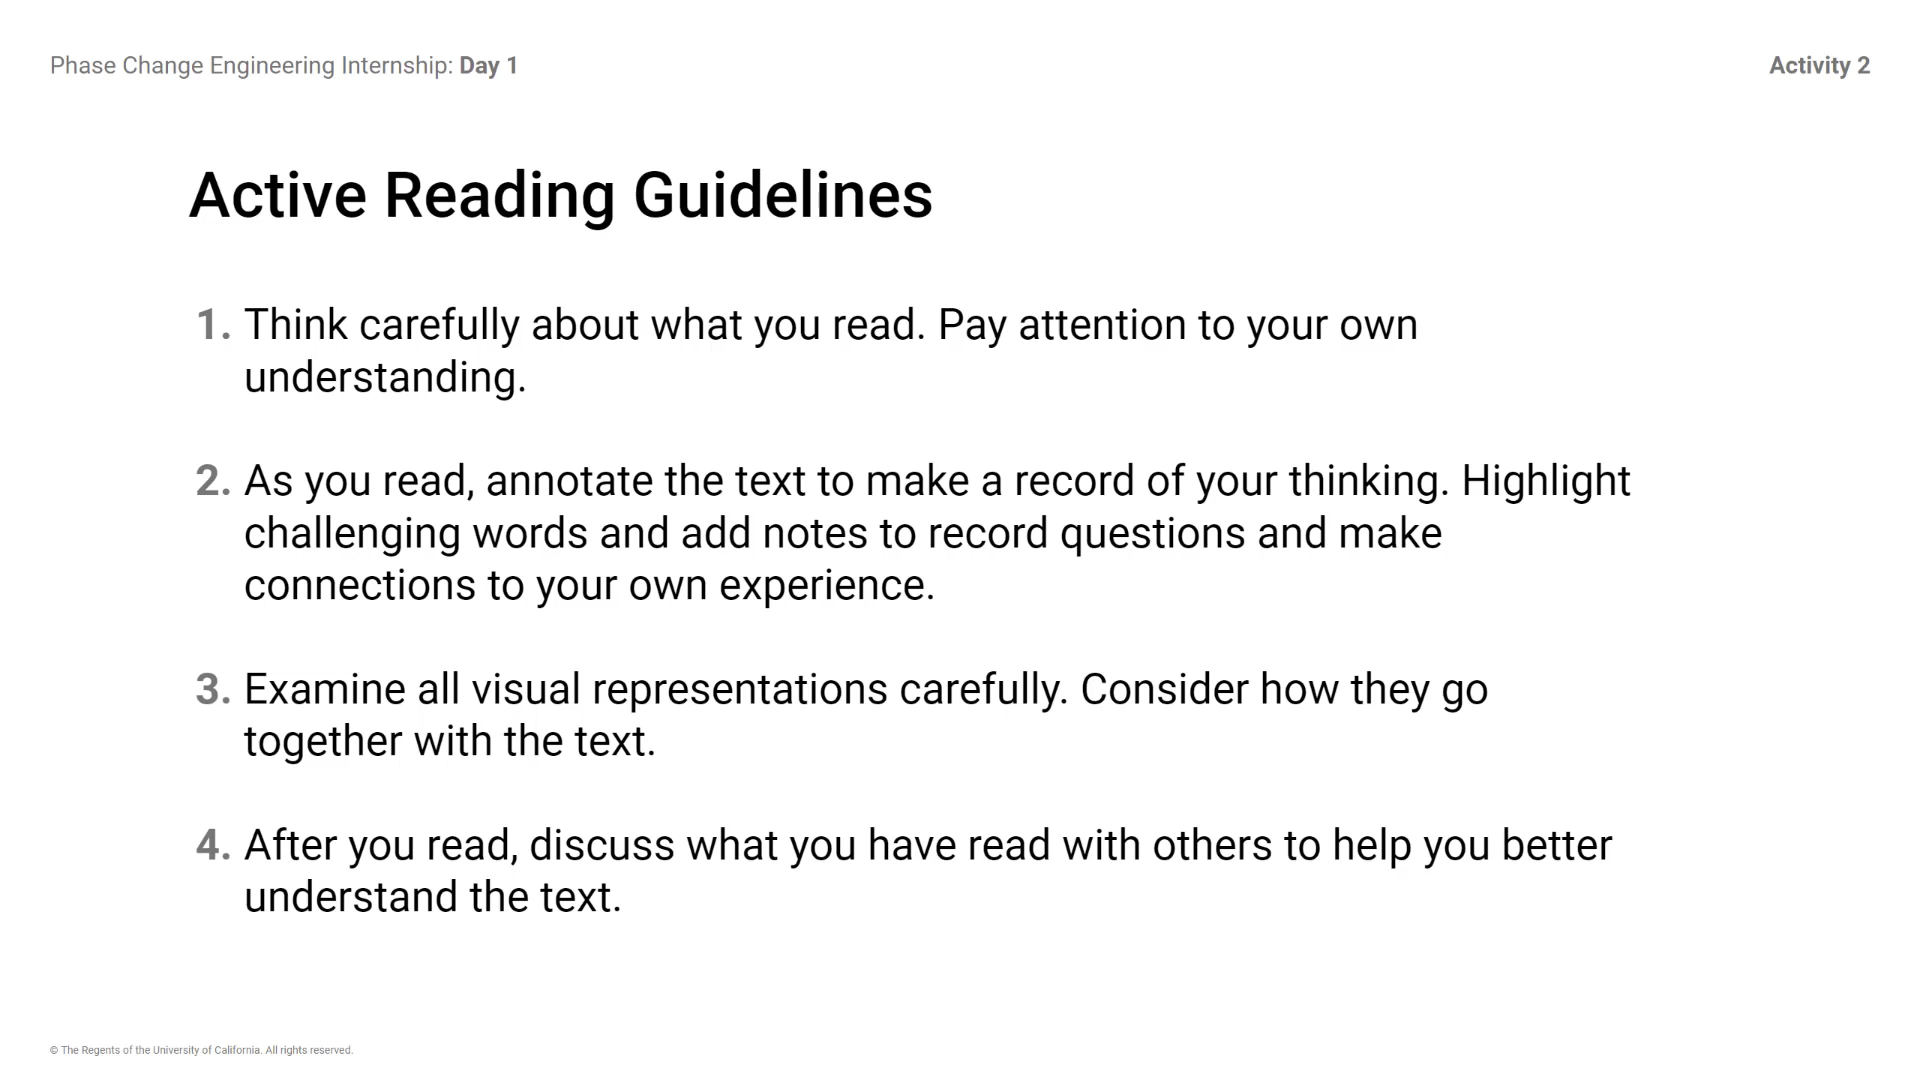 Phase Change Engineering Internship: Day 1
Activity 2
Active Reading Guidelines
1. Think carefully about what you read. Pay attention to your own
understanding.
2. As you read, annotate the text to make a record of your thinking. Highlight
challenging words and add notes to record questions and make
connections to your own experience.
3. Examine all visual representations carefully. Consider how they go
together with the text.
4. After you read, discuss what you have read with others to help you better
understand the text.
© The Regents of the University of California. All rights reserved.